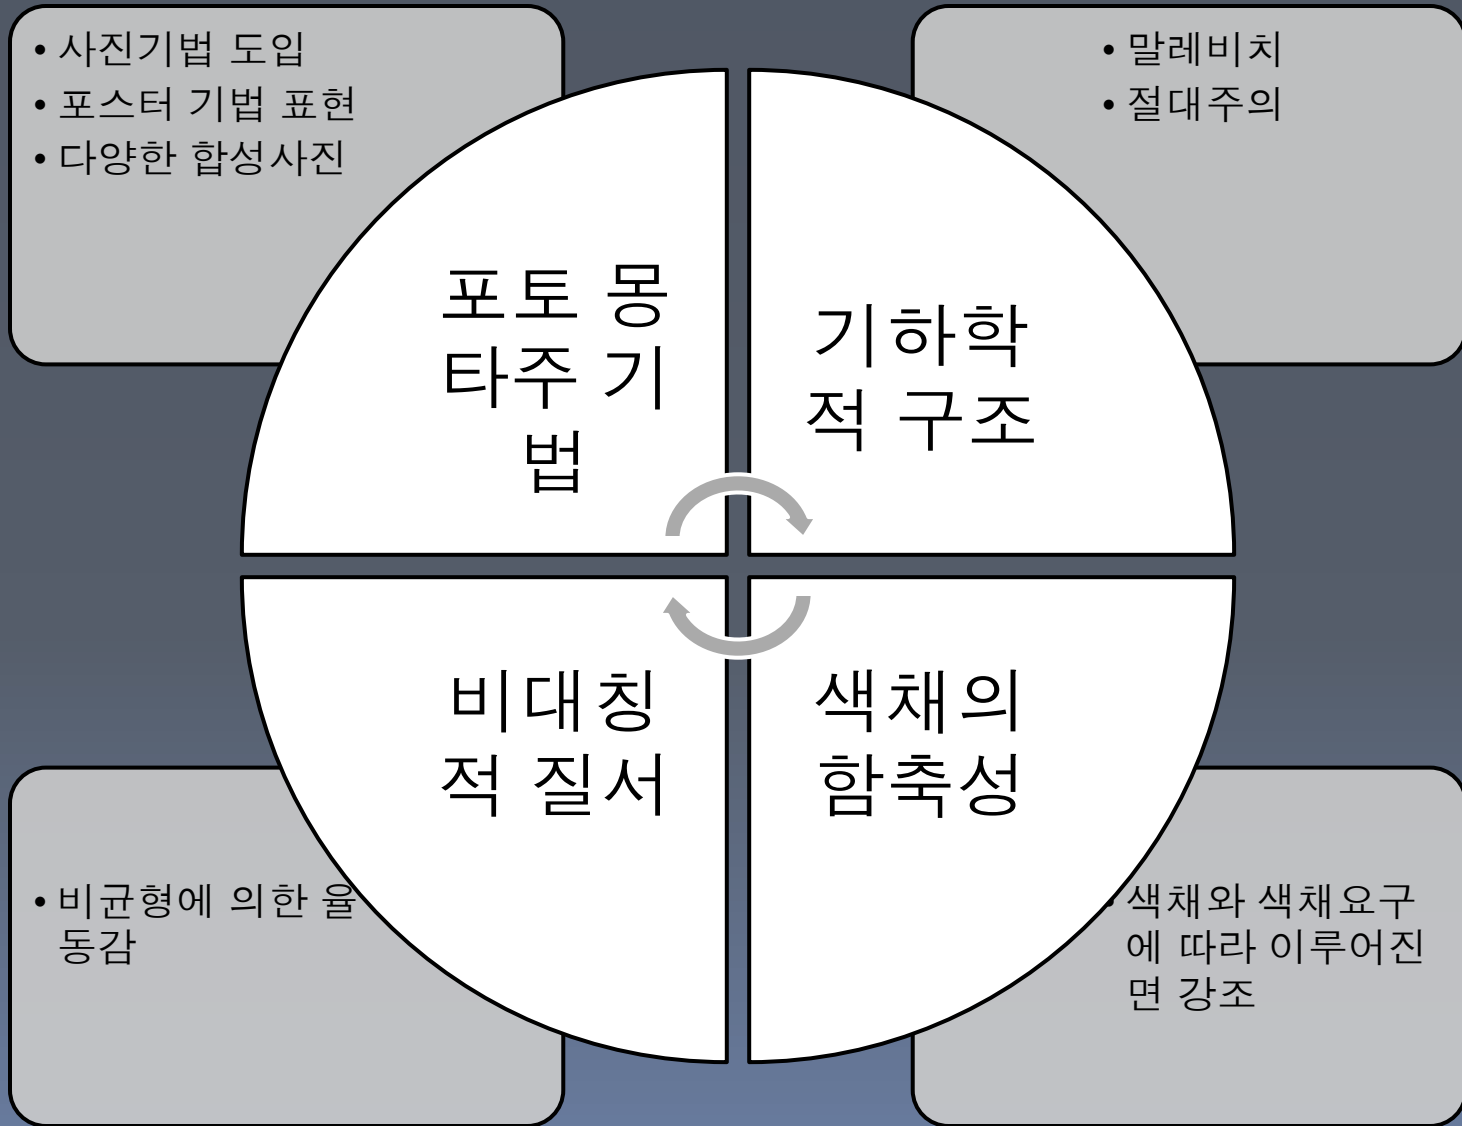 • 사진기법 도입
• 포스터 기법 표현
• 다양한 합성사진
• 말레비치
• 절대주의
포토 몽
타주 기
법
기하학
적 구조
비대칭
적 질서
색채의
함축성
• 비균형에 의한 율
동감
• 색채와 색채요구
에 따라 이루어진
면 강조